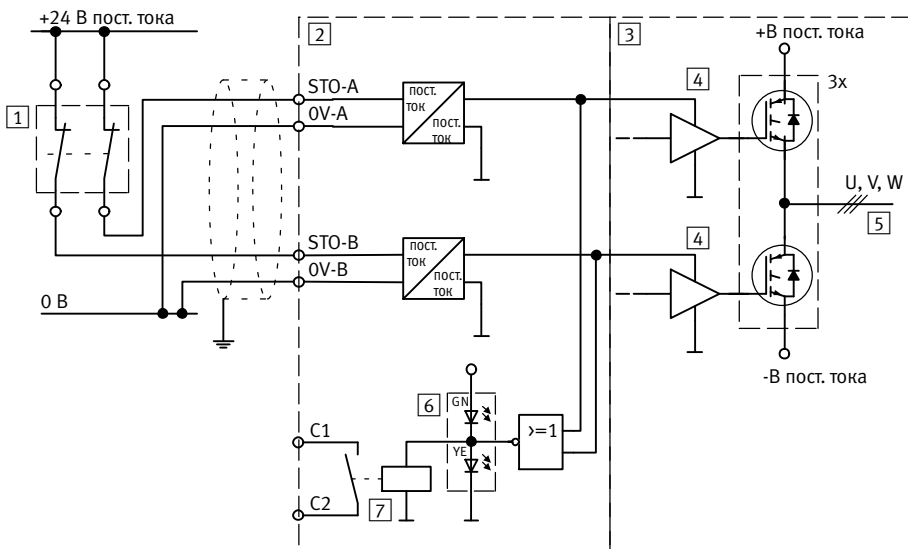 +24 В пост. тока
2
3
+В пост. тока
4
3x
STO-A
0V-A
пост.
ток
пост.
ток
1
U, V, W
5
STO-B
0V-B
пост.
ток
пост.
ток
4
0 В
-В пост. тока
6
GN
YE
>=1
C1
C2
7